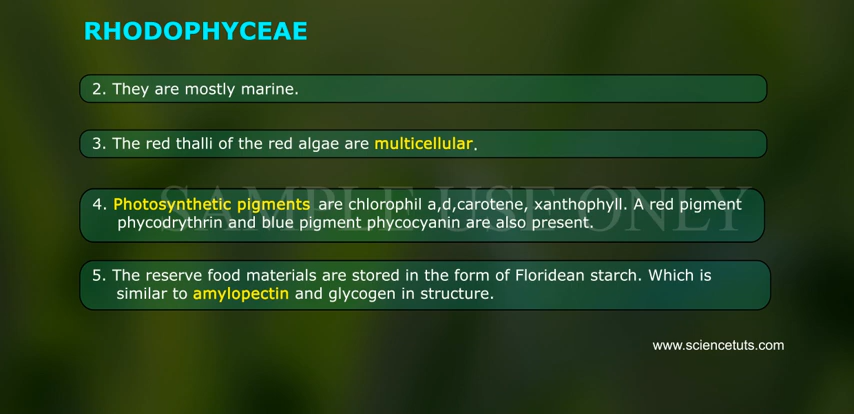 RHODOPHYCEAE
2. They are mostly marine.
3. The red thalli of the red algae are multicellular.
4. Photosynthetic pigments are chlorophil a,d,carotene, xanthophyll. A red pigment
phycodrythrin and blue pigment phycocyanin are also present.
SAMPLE USE ONLY
5. The reserve food materials are stored in the form of Floridean starch. Which is
similar to amylopectin and glycogen in structure.
www.sciencetuts.com